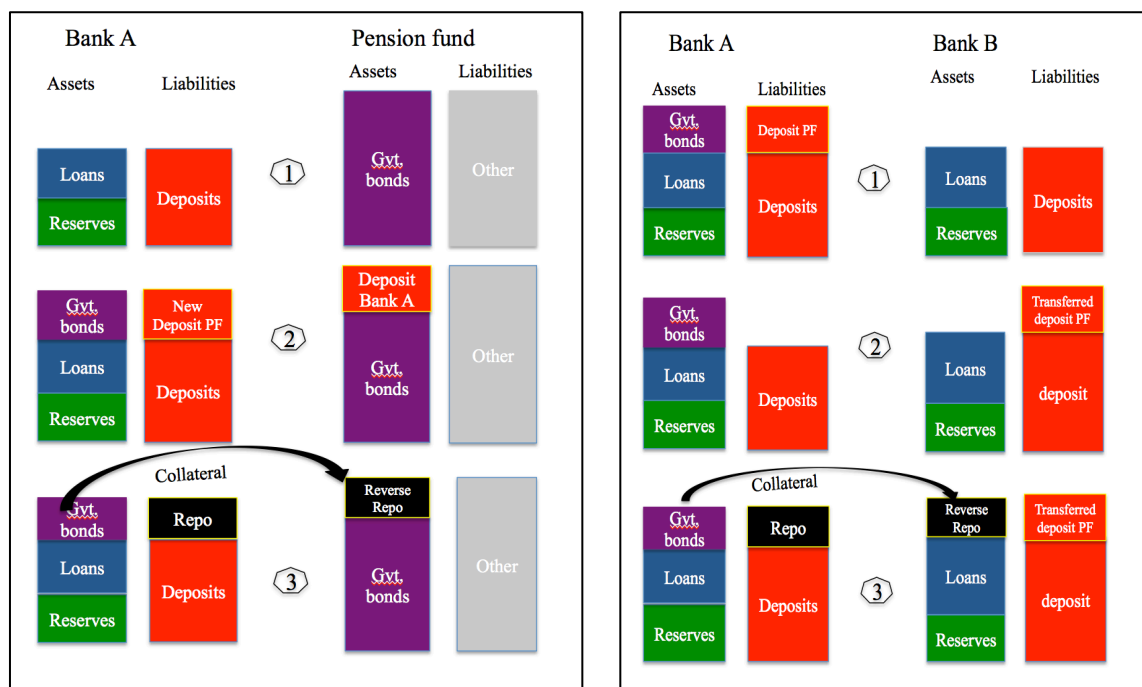 Bank A
Pension fund
Assets
Liabilities
Assets
Liabilities
Loans
Reserves
Deposits
1
Gvt.
bonds
Other
Gvt.
bonds
Loans
Reserves
New
Deposit PF
Deposits
2
Deposit
Bank A
Gvt.
bonds
Other
Collateral
Gvt.
bonds
Loans
Reserves
Repo
Deposits
3
Reverse
Repo
Gvt.
bonds
Other
Bank A
Bank B
Assets
Liabilities
Assets
Liabilities
Gvt.
bonds
Loans
Reserves
Deposit PF
Deposits
1
Loans
Reserves
Deposits
Gvt.
bonds
Loans
Reserves
Deposits
2
Loans
Reserves
Transferred
deposit PF
deposit
Collateral
Gvt.
bonds
Loans
Reserves
Repo
Deposits
3
Reverse
Repo
Loans
Reserves
Transferred
deposit PF
deposit